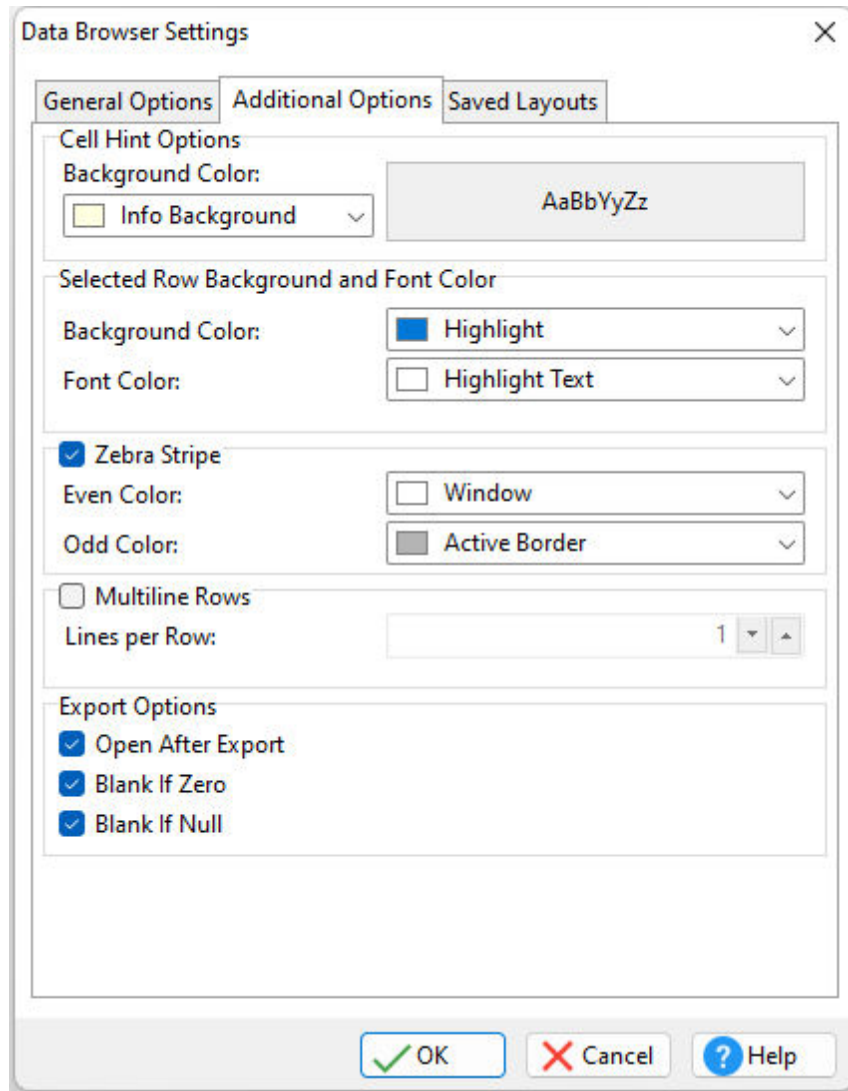 Data Browser Settings
General Options Additional Options Saved Layouts
Cell Hint Options
Background Color:
Info Background
AaBbYyZz
Selected Row Background and Font Color
Background Color: Highlight
Font Color: Highlight Text
Zebra Stripe
Even Color: Window
Odd Color: Active Border
Multiline Rows
Lines per Row: 1
Export Options
Open After Export
Blank If Zero
Blank If Null
OK Cancel Help